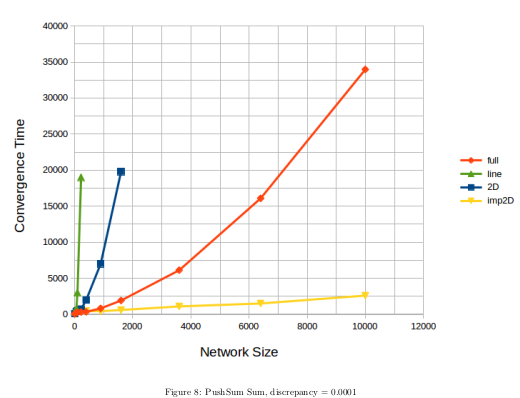 40000
35000
30000
25000
20000
15000
10000
5000
0
0 2000 4000 6000 8000 10000 12000
Convergence Time
Network Size
full
line
2D
imp2D
Figure 8: PushSum Sum, discrepancy = 0.0001